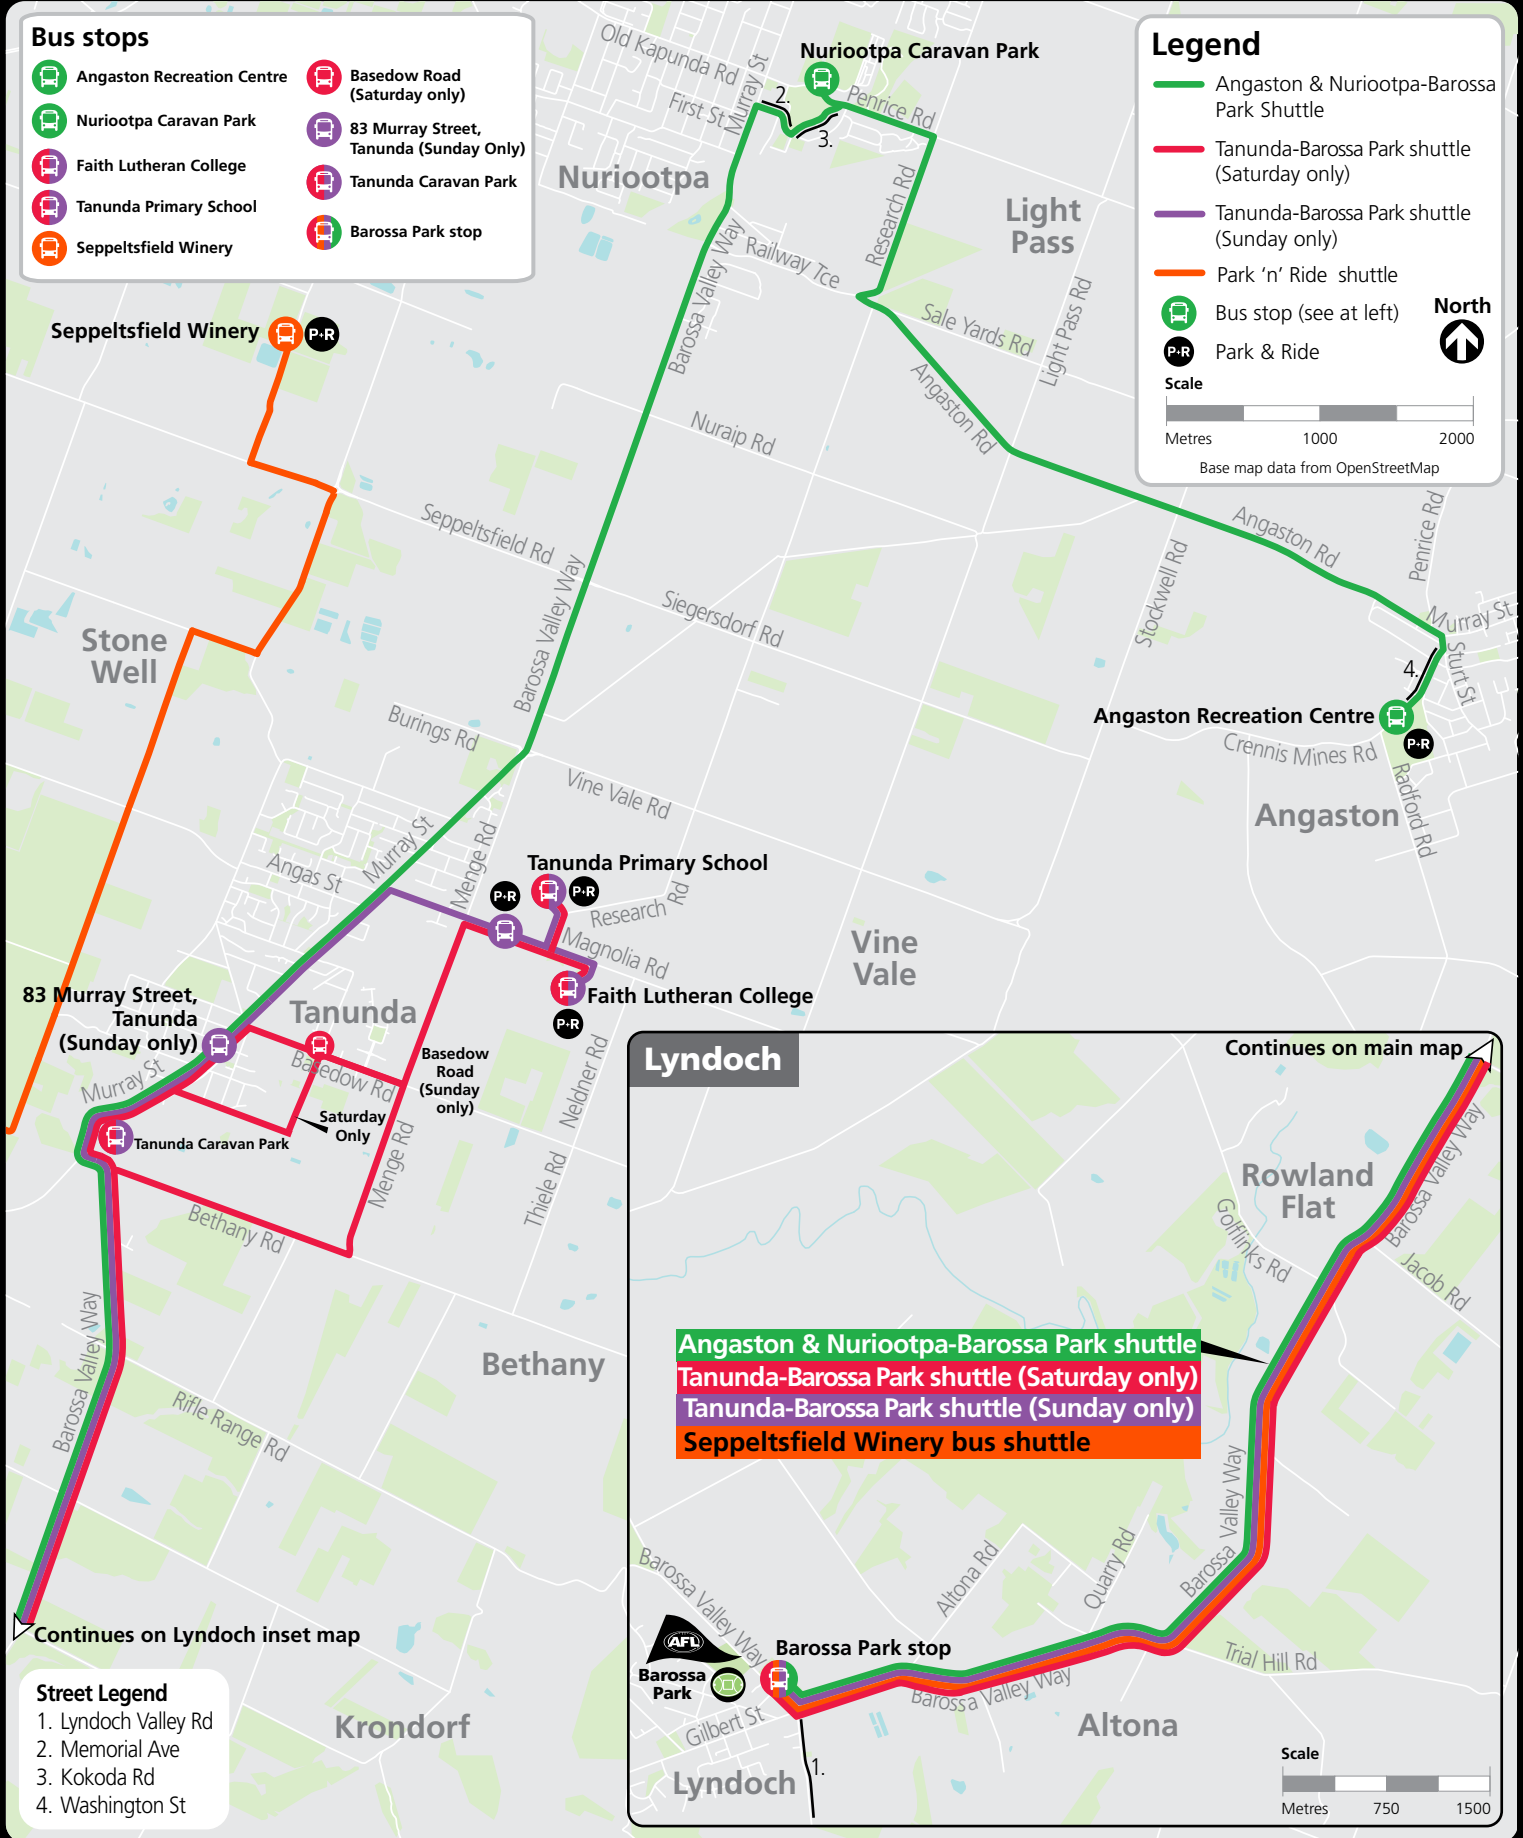 Bus stops
Angaston Recreation Centre
Nuriootpa Caravan Park
Faith Lutheran College
Tanunda Primary School
Seppeltsfield Winery
Basedow Road
(Saturday only)
83 Murray Street,
Tanunda (Sunday Only)
Tanunda Caravan Park
Barossa Park stop
Legend
Angaston & Nuriootpa-Barossa
Park Shuttle
Tanunda-Barossa Park shuttle
(Saturday only)
Tanunda-Barossa Park shuttle
(Sunday only)
Park ‘n’ Ride shuttle
Bus stop (see at left)
P+R
Park & Ride
North
Scale
Metres
1000
2000
Base map data from OpenStreetMap
Old Kapunda Rd
Murray St
First St
Nuriootpa Caravan Park
2.
3.
Penrice Rd
Nuriootpa
Research Rd
Light
Pass
Railway Tce
Barossa Valley Way
Sale Yards Rd
Light Pass Rd
Angaston Rd
Nuraip Rd
Seppeltsfield Winery
P+R
Seppeltsfield Rd
Barossa Valley Way
Siegersdorf Rd
Stockwell Rd
Angaston Rd
Penrice Rd
Murray St
Sturt St
4.
Angaston Recreation Centre
P+R
Crennis Mines Rd
Radford Rd
Angaston
Stone
Well
Burings Rd
Vine Vale Rd
Murray St
Angas St
Menge Rd
Tanunda Primary School
P+R
P+R
Research Rd
Magnolia Rd
Vine
Vale
Faith Lutheran College
P+R
83 Murray Street,
Tanunda
(Sunday only)
Tanunda
Basedow Rd
Basedow
Road
(Sunday
only)
Neldner Rd
Murray St
Saturday
Only
Tanunda Caravan Park
Menge Rd
Thiele Rd
Bethany Rd
Barossa Valley Way
Bethany
Rifle Range Rd
Continues on Lyndoch inset map
Krondorf
Street Legend
1. Lyndoch Valley Rd
2. Memorial Ave
3. Kokoda Rd
4. Washington St
Lyndoch
Continues on main map
Barossa Valley Way
Rowland
Flat
Golflinks Rd
Jacob Rd
Angaston & Nuriootpa-Barossa Park shuttle
Tanunda-Barossa Park shuttle (Saturday only)
Tanunda-Barossa Park shuttle (Sunday only)
Seppeltsfield Winery bus shuttle
Barossa Valley Way
Altona Rd
Quarry Rd
Barossa Valley Way
AFL
Barossa
Park
Barossa Park stop
Barossa Valley Way
Trial Hill Rd
Gilbert St
Altona
1.
Lyndoch
Scale
Metres
750
1500